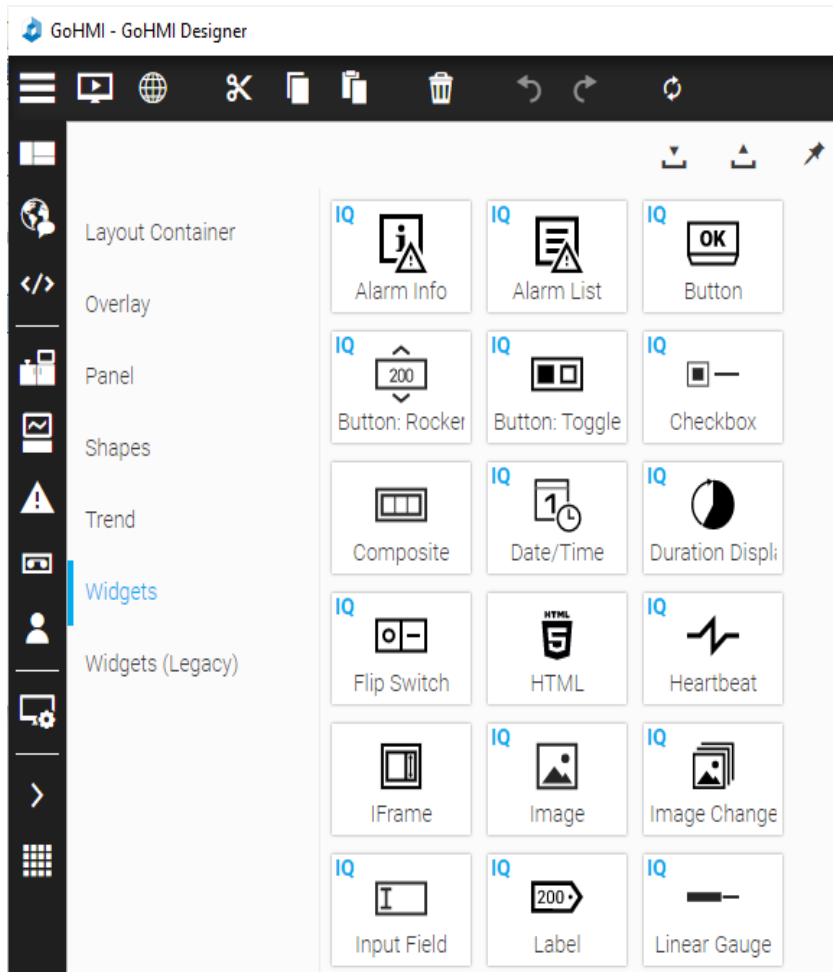 GoHMI - GoHMI Designer
Layout Container
Overlay
Panel
Shapes
Trend
Widgets
Widgets (Legacy)
IQ IQ IQ
OK
Alarm Info Alarm List Button
IQ IQ IQ
200
Button: Rocker Button: Toggle Checkbox
IQ IQ
1
Composite Date/Time Duration Displa
IQ HTML IQ
5
Flip Switch HTML Heartbeat
IQ IQ
IFrame Image Image Change
IQ IQ IQ
200
Input Field Label Linear Gauge